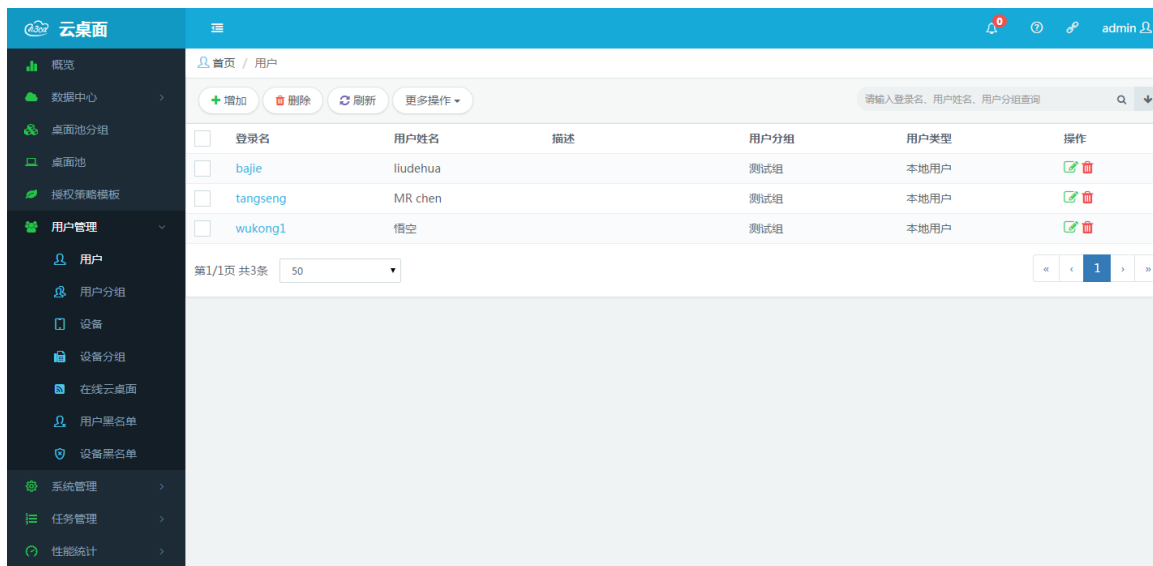 云桌面
0
admin
首页 / 用户
增加 删除 刷新 更多操作
请输入登录名、用户姓名、用户分组查询
登录名 用户姓名 描述 用户分组 用户类型 操作
bajie liudehua 测试组 本地用户
tangseng MR chen 测试组 本地用户
wukong1 悟空 测试组 本地用户
第1/1页 共3条 50
« ‹ 1 › »
概览
数据中心
桌面池分组
桌面池
授权策略模板
用户管理
用户
用户分组
设备
设备分组
在线云桌面
用户黑名单
设备黑名单
系统管理
任务管理
性能统计